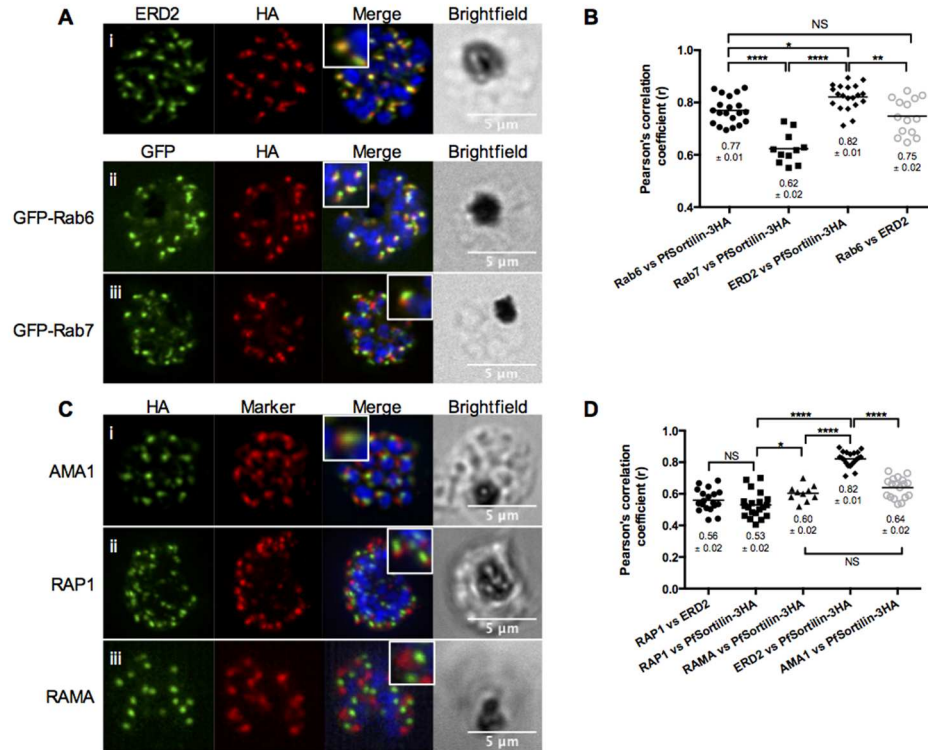 A
ERD2 HA Merge Brightfield
i
ii
GFP HA Merge Brightfield
GFP-Rab6
5 µm
iii
GFP-Rab7
5 µm
B
NS
*
**** **** **
Pearson's correlation
coefficient (r)
1.0
0.8
0.6
0.4
0.77
± 0.01
0.62
± 0.02
0.82
± 0.01
0.75
± 0.02
Rab6 vs PfSortilin-3HA
Rab7 vs PfSortilin-3HA
ERD2 vs PfSortilin-3HA
Rab6 vs ERD2
C
HA Marker Merge Brightfield
i
AMA1
5 µm
ii
RAP1
5 µm
iii
RAMA
5 µm
D
**** ****
****
NS *
Pearson's correlation
coefficient (r)
1.0
0.8
0.6
0.4
0.2
0.0
0.56
± 0.02
0.53
± 0.02
0.60
± 0.02
0.82
± 0.01
0.64
± 0.02
NS
RAP1 vs ERD2
RAP1 vs PfSortilin-3HA
RAMA vs PfSortilin-3HA
ERD2 vs PfSortilin-3HA
AMA1 vs PfSortilin-3HA